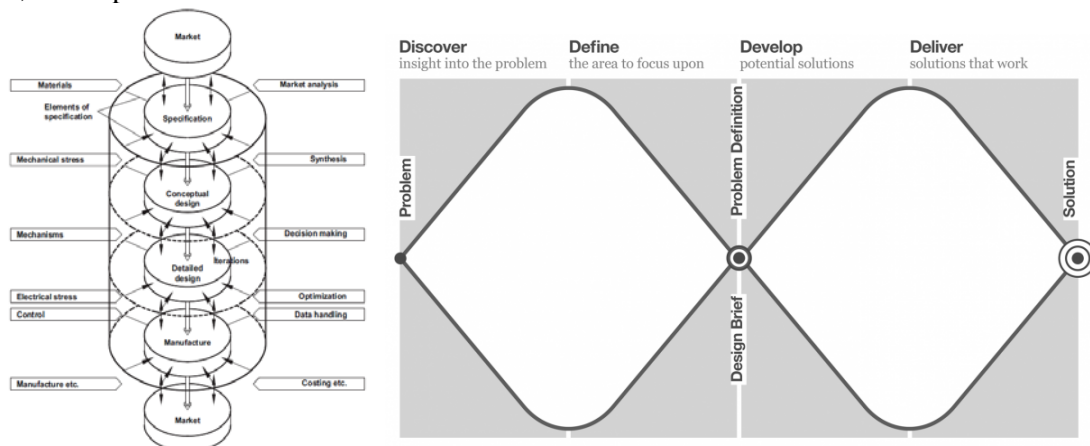 Market
Materials
Market analysis
Elements of
specification
Specification
Mechanical stress
Synthesis
Conceptual
design
Mechanisms
Decision making
Iterations
Detailed
design
Electrical stress
Optimization
Control
Data handling
Manufacture
Manufacture etc.
Costing etc.
Market
Discover
insight into the problem
Define
the area to focus upon
Develop
potential solutions
Deliver
solutions that work
Problem
Problem Definition
Design Brief
Solution